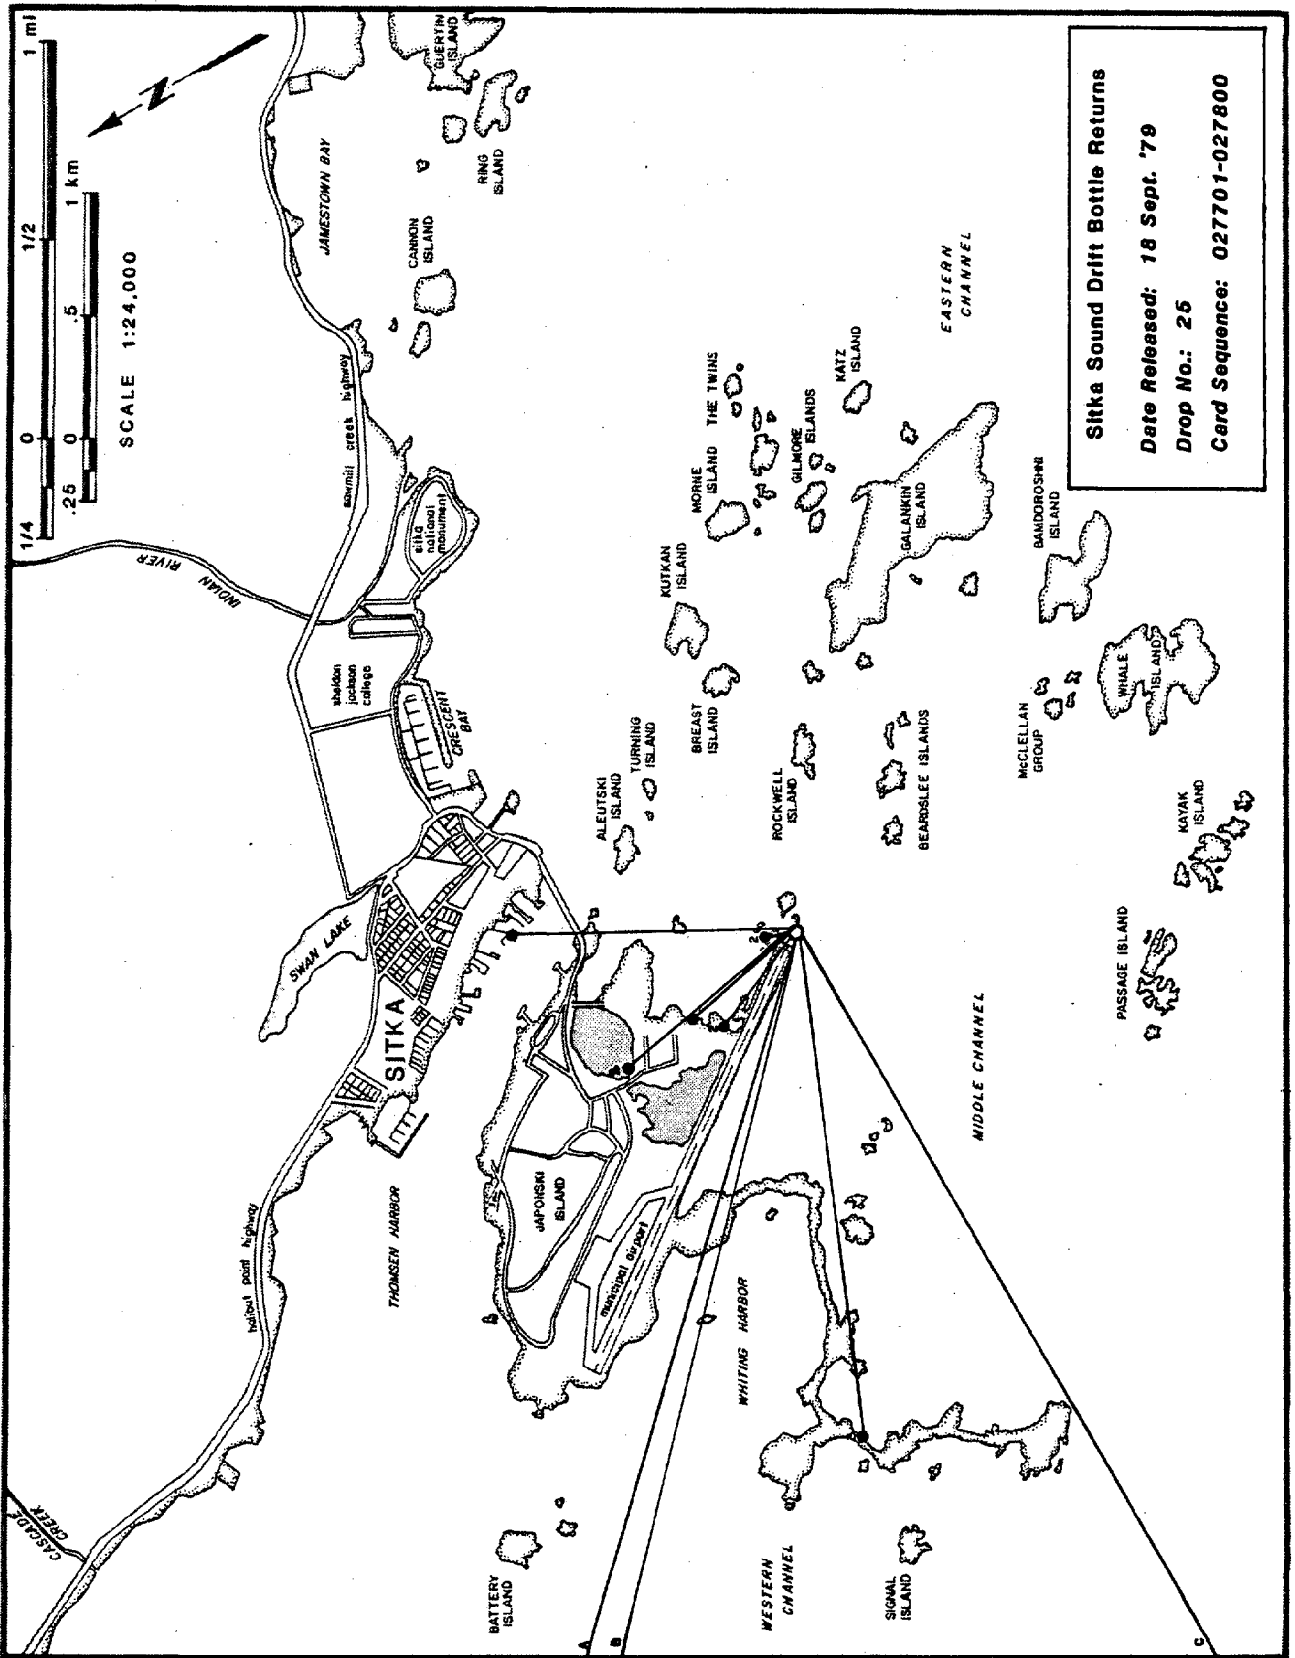 1/4
0
1/2
1 mi
.25
0
.5
1 km
SCALE 1:24,000
N
GUERTIN
ISLAND
RING
ISLAND
JAMESTOWN BAY
CANNON
ISLAND
sawmill creek highway
INDIAN RIVER
sitka
national
monument
sheldon
jackson
college
CRESCENT
BAY
SWAN LAKE
SITKA
halibut point highway
CASCADE
CREEK
THOMSEN HARBOR
JAPONSKI
ISLAND
municipal airport
WHITING HARBOR
BATTERY
ISLAND
WESTERN
CHANNEL
SIGNAL
ISLAND
A
B
C
ALEUTSKI
ISLAND
TURNING
ISLAND
BREAST
ISLAND
KUTKAN
ISLAND
MORNE
ISLAND
THE TWINS
GILMORE
ISLANDS
KATZ
ISLAND
EASTERN
CHANNEL
GALANKIN
ISLAND
ROCKWELL
ISLAND
BEARDSLEE ISLANDS
BAMDOROSHNI
ISLAND
McCLELLAN
GROUP
WHALE
ISLAND
KAYAK
ISLAND
PASSAGE ISLAND
MIDDLE CHANNEL
Sitka Sound Drift Bottle Returns
Date Released: 18 Sept. '79
Drop No.: 25
Card Sequence: 027701-027800